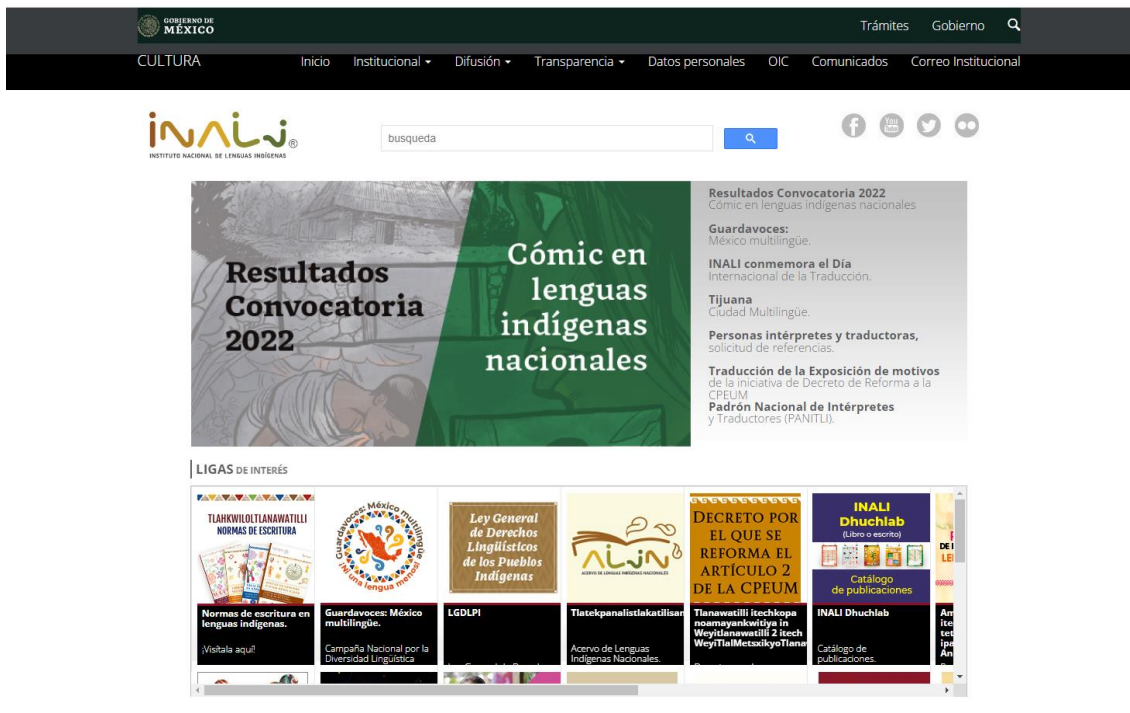 GOBIERNO DE
MÉXICO
Trámites Gobierno
CULTURA Inicio Institucional Difusión Transparencia Datos personales OIC Comunicados Correo Institucional
INALI®
INSTITUTO NACIONAL DE LENGUAS INDÍGENAS
busqueda
f You Tube
Resultados
Convocatoria
2022
Cómic en
lenguas
indígenas
nacionales
Resultados Convocatoria 2022
Cómic en lenguas indígenas nacionales
Guardavoces:
México multilingüe.
INALI conmemora el Día
Internacional de la Traducción.
Tijuana
Ciudad Multilingüe.
Personas intérpretes y traductoras,
solicitud de referencias.
Traducción de la Exposición de motivos
de la iniciativa de Decreto de Reforma a la
CPEUM
Padrón Nacional de Intérpretes
y Traductores (PANITLI).
LIGAS DE INTERÉS
TLAHKWILOLTLANAWATILLI
NORMAS DE ESCRITURA
Normas de escritura en
lenguas indígenas.
¡Visítala aquí!
Guardavoces: México multilingüe
¡Ni una lengua menos!
Guardavoces: México
multilingüe.
Campaña Nacional por la
Diversidad Lingüística
Ley General
de Derechos
Lingüísticos
de los Pueblos
Indígenas
LGDLPI
ALIN
ACERVO DE LENGUAS INDÍGENAS NACIONALES
Tlatekpanalistlakatilisan
Acervo de Lenguas
Indígenas Nacionales.
DECRETO POR
EL QUE SE
REFORMA EL
ARTÍCULO 2
DE LA CPEUM
Tlanawatilli itechkopa
noamayankwitiya in
Weyitlanawatilli 2 itech
WeyiTlalMetsxikyoTlana
INALI
Dhuchlab
(Libro o escrito)
Catálogo
de publicaciones
INALI Dhuchlab
Catálogo de
publicaciones.